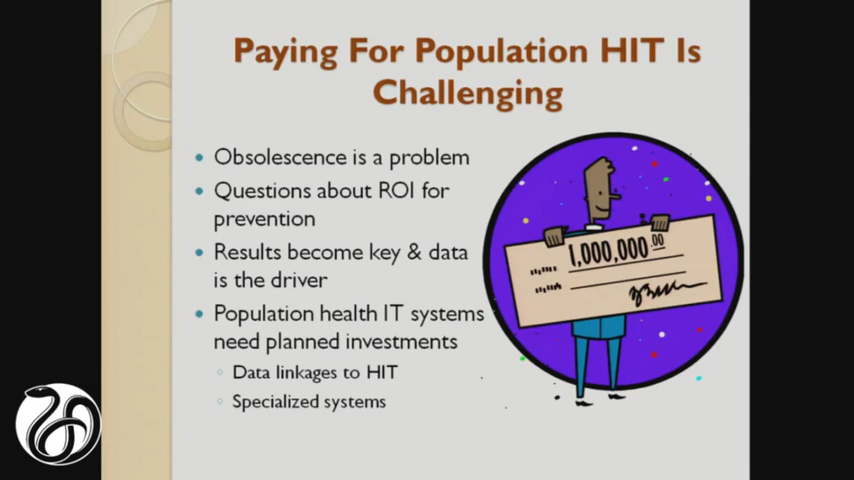 Paying For Population HIT Is
Challenging
Obsolescence is a problem
Questions about ROI for
prevention
Results become key & data
is the driver
Population health IT systems
need planned investments
Data linkages to HIT
Specialized systems
1,000,000.00